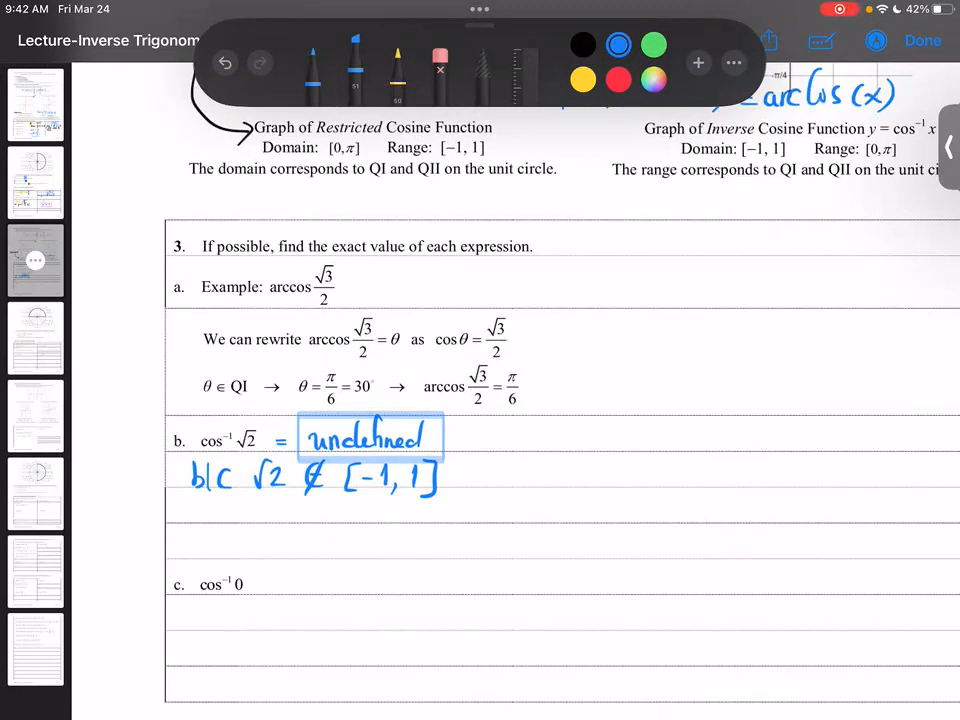 9:42 AM Fri Mar 24
42%
Lecture-Inverse Trigonom
Done
51
50
-π/4
= arcCos (x)
Graph of Restricted Cosine Function
Domain: [0,π] Range: [−1, 1]
The domain corresponds to QI and QII on the unit circle.
Graph of Inverse Cosine Function y = cos⁻¹ x
Domain: [−1, 1] Range: [0,π]
The range corresponds to QI and QII on the unit ci
3. If possible, find the exact value of each expression.
a. Example: arccos √3/2
We can rewrite arccos √3/2 = θ as cosθ = √3/2
θ ∈ QI → θ = π/6 = 30° → arccos √3/2 = π/6
b. cos⁻¹ √2 = undefined
b/c √2 ∉ [-1, 1]
c. cos⁻¹ 0